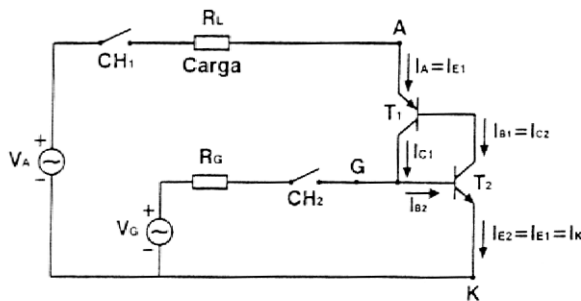 RL
A
CH1
Carga
IA=IE1
T1
IB1=IC2
VA
+
-
RG
G
IC1
T2
CH2
IB2
VG
+
-
IE2=IE1=IK
K